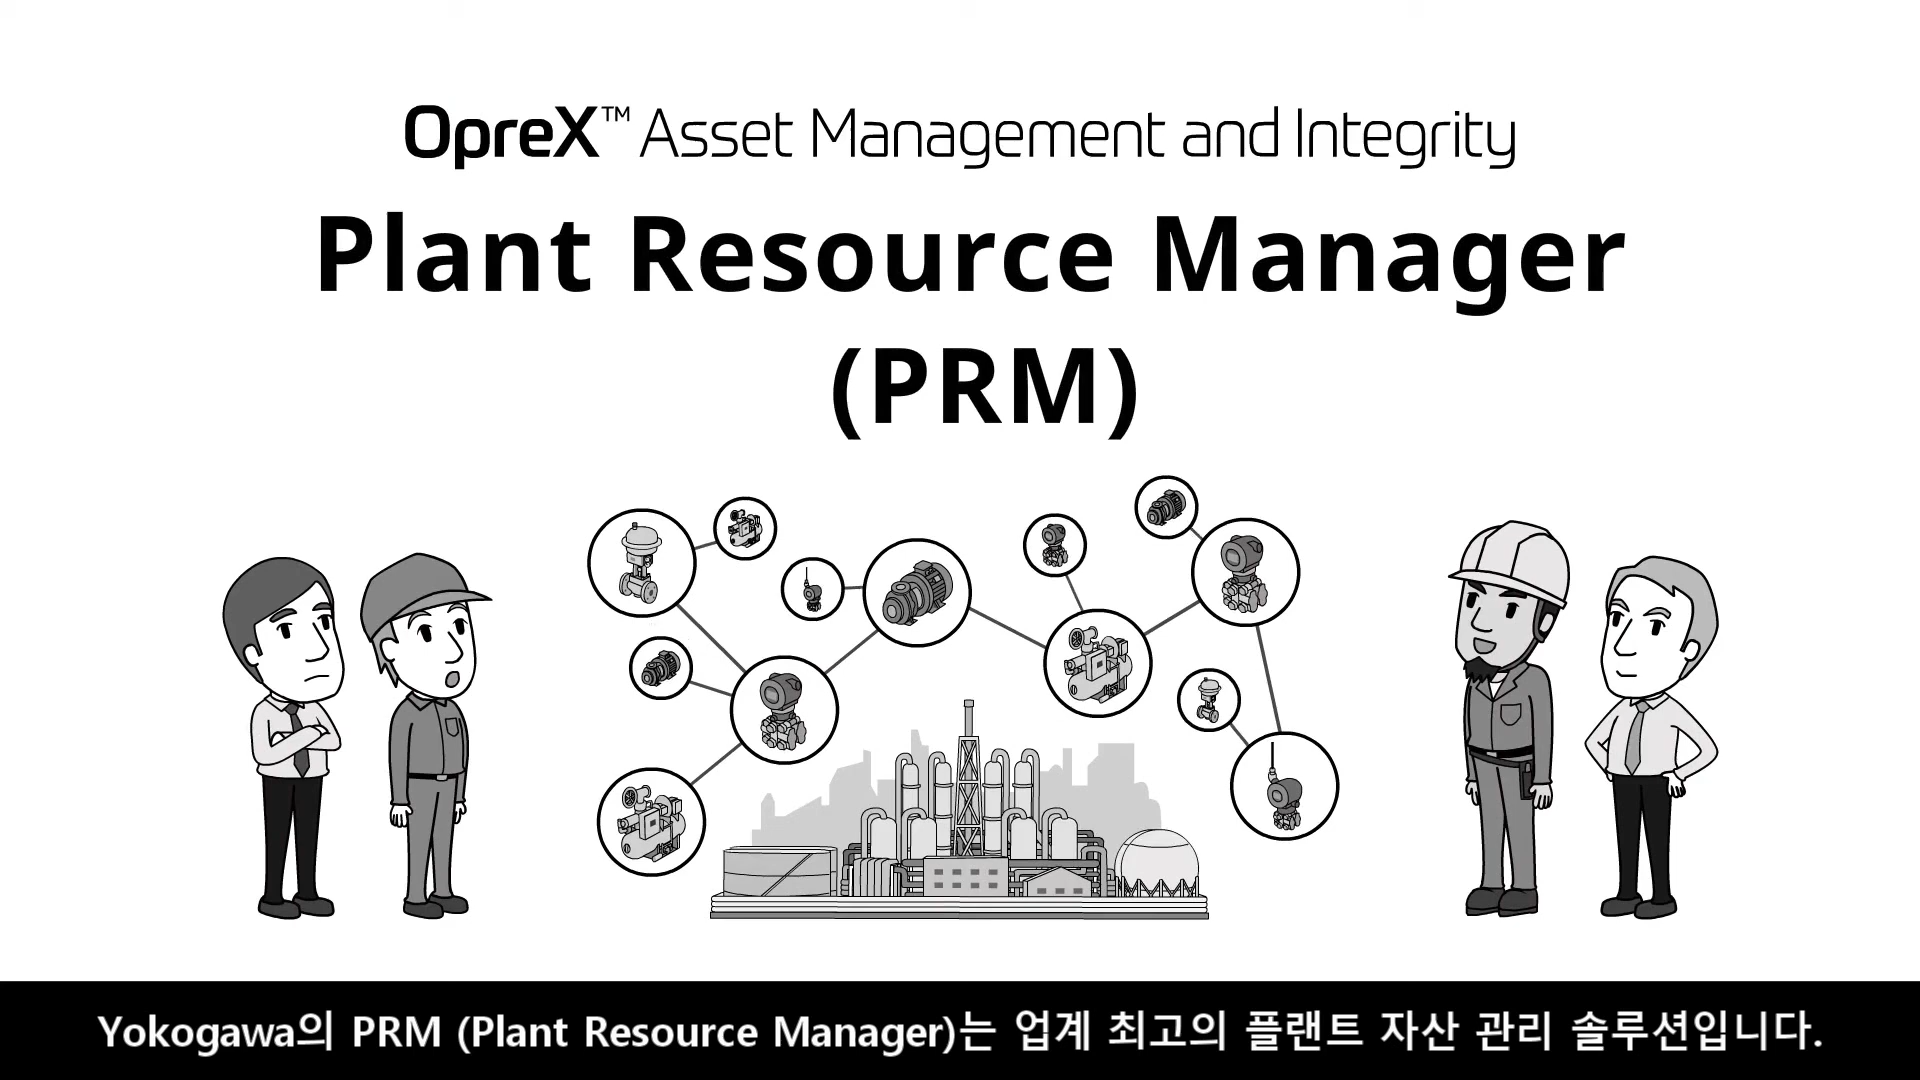 OpreX™ Asset Management and Integrity
Plant Resource Manager
(PRM)
Yokogawa의 PRM (Plant Resource Manager)는 업계 최고의 플랜트 자산 관리 솔루션입니다.